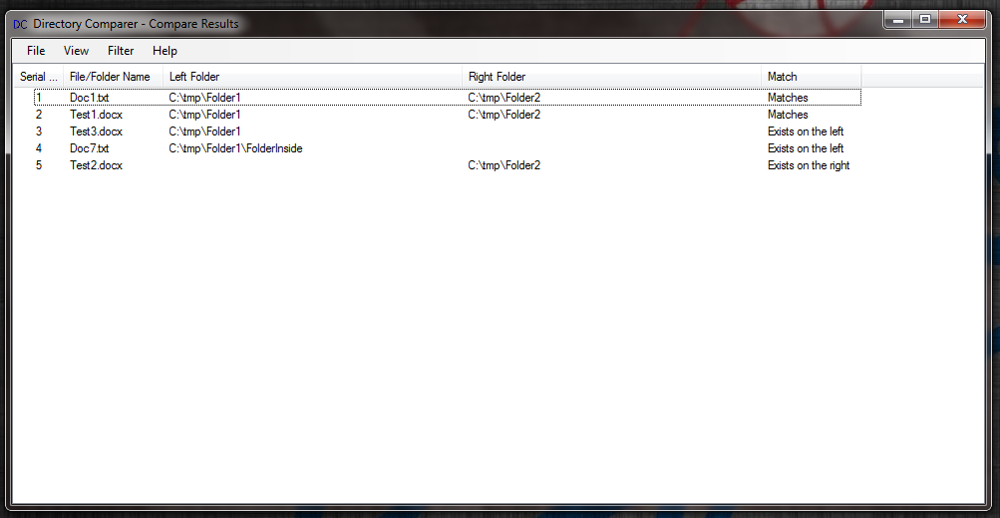 DC Directory Comparer - Compare Results
File View Filter Help
Serial ... File/Folder Name Left Folder Right Folder Match
1 Doc1.txt C:\tmp\Folder1 C:\tmp\Folder2 Matches
2 Test1.docx C:\tmp\Folder1 C:\tmp\Folder2 Matches
3 Test3.docx C:\tmp\Folder1 Exists on the left
4 Doc7.txt C:\tmp\Folder1\FolderInside Exists on the left
5 Test2.docx C:\tmp\Folder2 Exists on the right